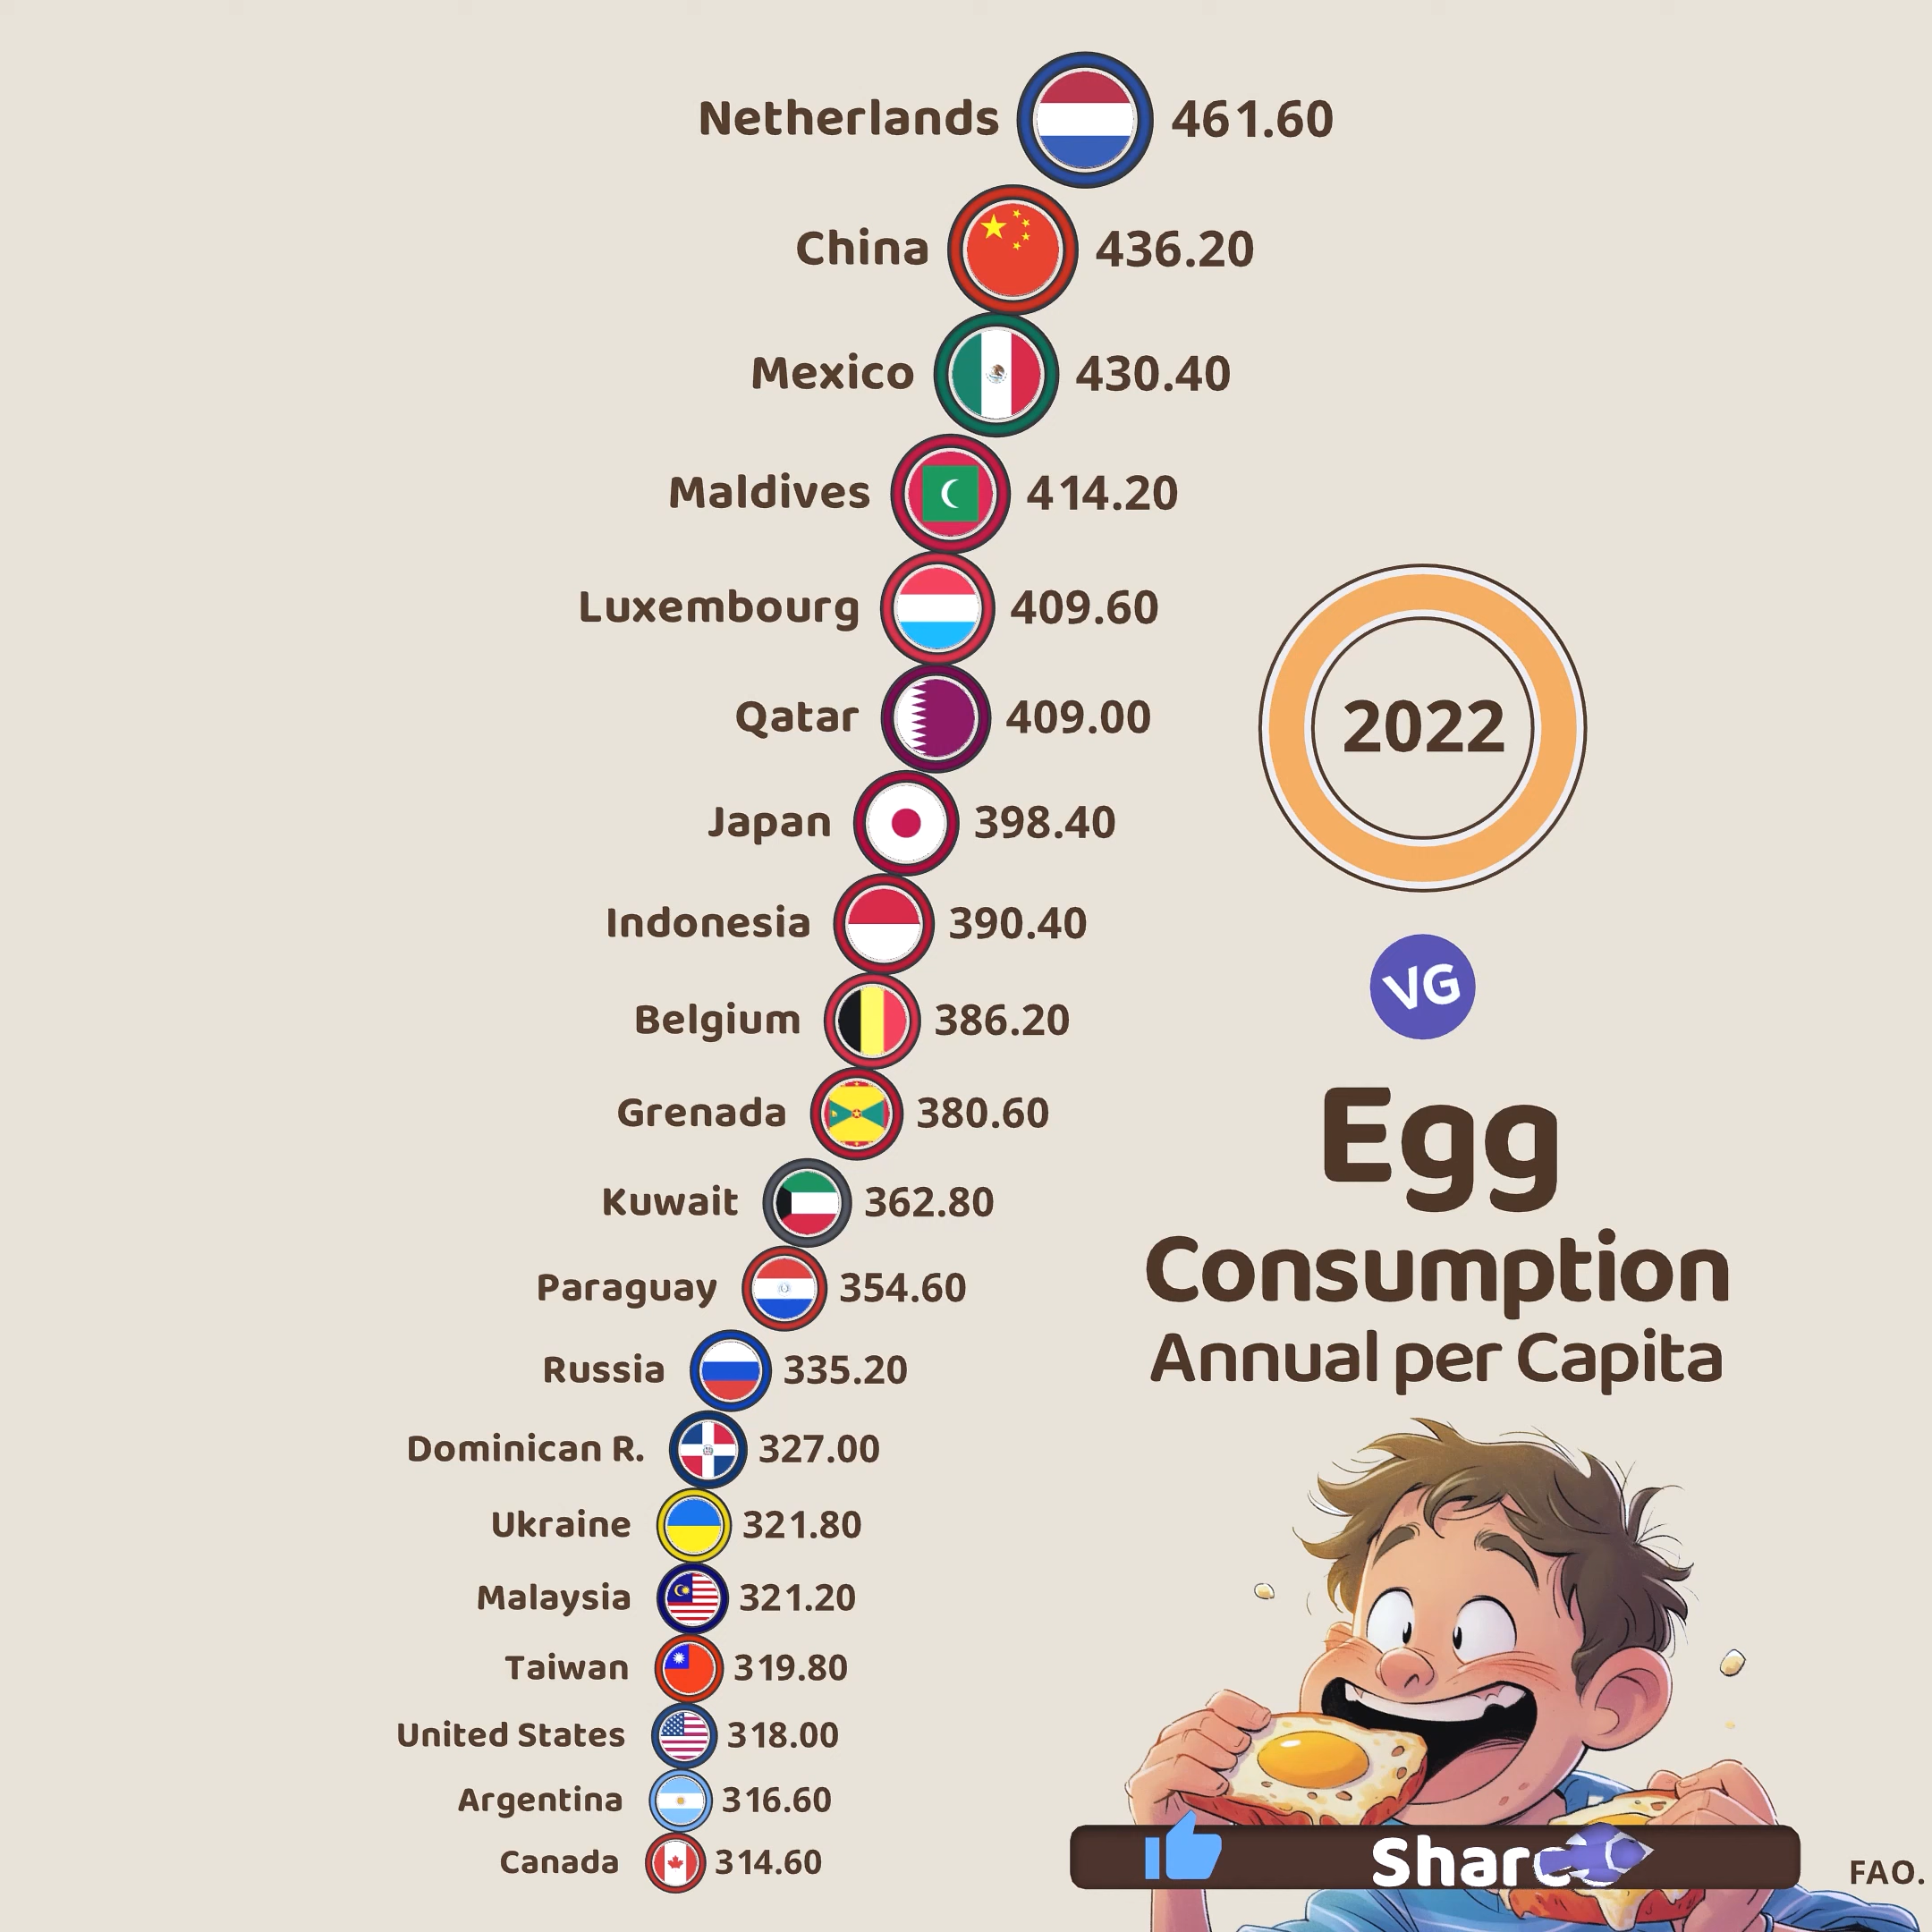 Netherlands 461.60
China 436.20
Mexico 430.40
Maldives 414.20
Luxembourg 409.60
Qatar 409.00
Japan 398.40
Indonesia 390.40
Belgium 386.20
Grenada 380.60
Kuwait 362.80
Paraguay 354.60
Russia 335.20
Dominican R. 327.00
Ukraine 321.80
Malaysia 321.20
Taiwan 319.80
United States 318.00
Argentina 316.60
Canada 314.60
2022
VG
Egg
Consumption
Annual per Capita
Share
FAO.